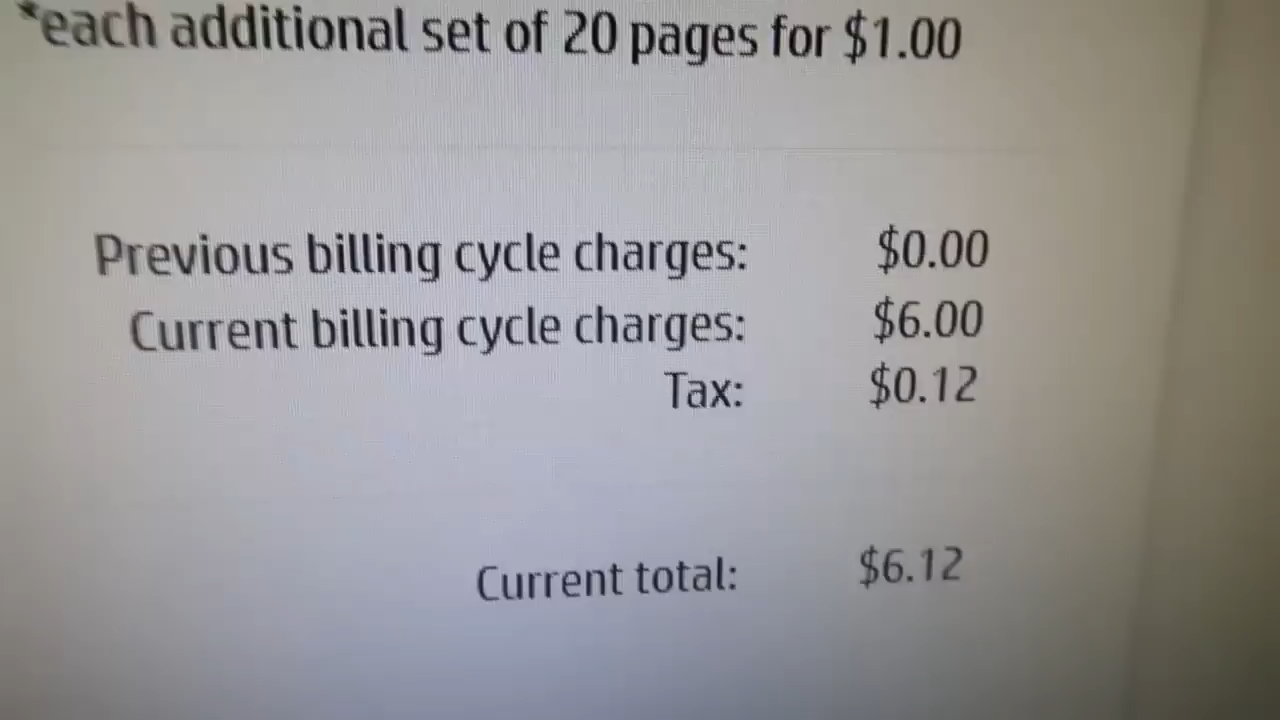 *each additional set of 20 pages for $1.00
Previous billing cycle charges: $0.00
Current billing cycle charges: $6.00
Tax: $0.12
Current total: $6.12